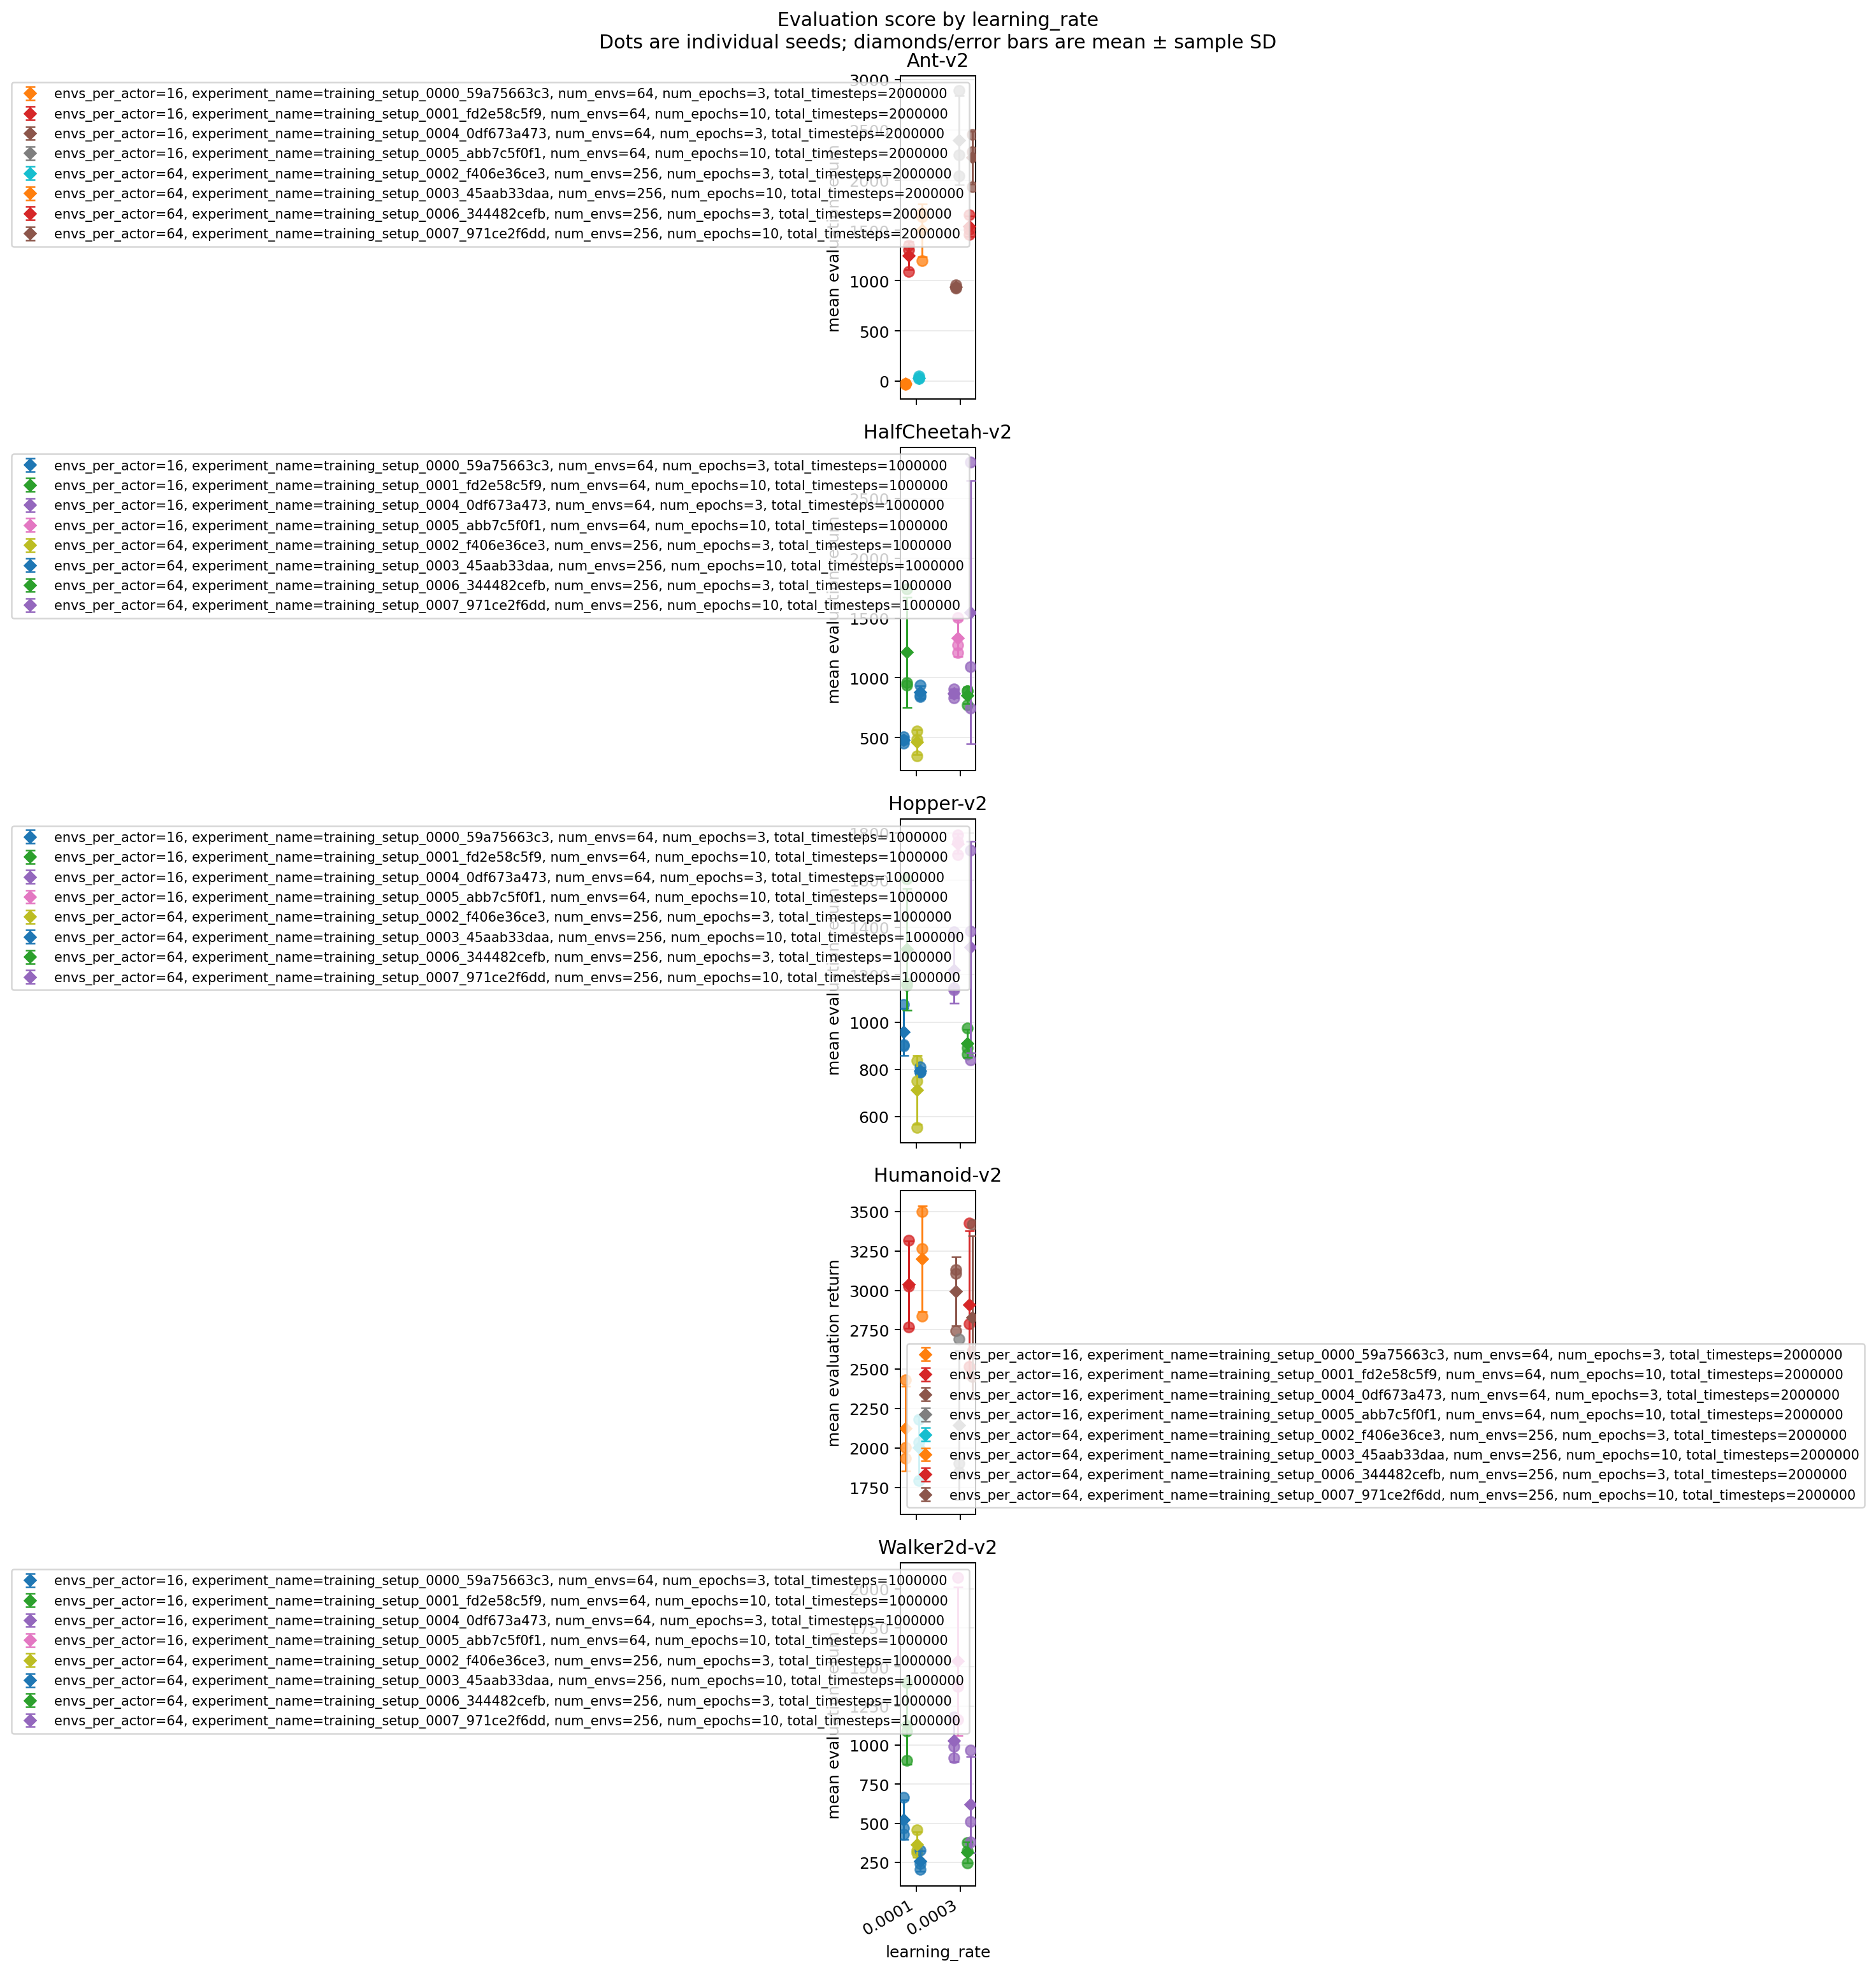 Evaluation score by learning_rate
Dots are individual seeds; diamonds/error bars are mean ± sample SD
Ant-v2
3000
envs_per_actor=16, experiment_name=training_setup_0000_59a75663c3, num_envs=64, num_epochs=3, total_timesteps=2000000
envs_per_actor=16, experiment_name=training_setup_0001_fd2e58c5f9, num_envs=64, num_epochs=10, total_timesteps=2000000
envs_per_actor=16, experiment_name=training_setup_0004_0df673a473, num_envs=64, num_epochs=3, total_timesteps=2000000
envs_per_actor=16, experiment_name=training_setup_0005_abb7c5f0f1, num_envs=64, num_epochs=10, total_timesteps=2000000
envs_per_actor=64, experiment_name=training_setup_0002_f406e36ce3, num_envs=256, num_epochs=3, total_timesteps=2000000
envs_per_actor=64, experiment_name=training_setup_0003_45aab33daa, num_envs=256, num_epochs=10, total_timesteps=2000000
envs_per_actor=64, experiment_name=training_setup_0006_344482cefb, num_envs=256, num_epochs=3, total_timesteps=2000000
envs_per_actor=64, experiment_name=training_setup_0007_971ce2f6dd, num_envs=256, num_epochs=10, total_timesteps=2000000
2000
1500
1000
500
0
mean evaluation return
HalfCheetah-v2
envs_per_actor=16, experiment_name=training_setup_0000_59a75663c3, num_envs=64, num_epochs=3, total_timesteps=1000000
envs_per_actor=16, experiment_name=training_setup_0001_fd2e58c5f9, num_envs=64, num_epochs=10, total_timesteps=1000000
envs_per_actor=16, experiment_name=training_setup_0004_0df673a473, num_envs=64, num_epochs=3, total_timesteps=1000000
envs_per_actor=16, experiment_name=training_setup_0005_abb7c5f0f1, num_envs=64, num_epochs=10, total_timesteps=1000000
envs_per_actor=64, experiment_name=training_setup_0002_f406e36ce3, num_envs=256, num_epochs=3, total_timesteps=1000000
envs_per_actor=64, experiment_name=training_setup_0003_45aab33daa, num_envs=256, num_epochs=10, total_timesteps=1000000
envs_per_actor=64, experiment_name=training_setup_0006_344482cefb, num_envs=256, num_epochs=3, total_timesteps=1000000
envs_per_actor=64, experiment_name=training_setup_0007_971ce2f6dd, num_envs=256, num_epochs=10, total_timesteps=1000000
2500
2000
1500
1000
500
mean evaluation return
Hopper-v2
envs_per_actor=16, experiment_name=training_setup_0000_59a75663c3, num_envs=64, num_epochs=3, total_timesteps=1000000
envs_per_actor=16, experiment_name=training_setup_0001_fd2e58c5f9, num_envs=64, num_epochs=10, total_timesteps=1000000
envs_per_actor=16, experiment_name=training_setup_0004_0df673a473, num_envs=64, num_epochs=3, total_timesteps=1000000
envs_per_actor=16, experiment_name=training_setup_0005_abb7c5f0f1, num_envs=64, num_epochs=10, total_timesteps=1000000
envs_per_actor=64, experiment_name=training_setup_0002_f406e36ce3, num_envs=256, num_epochs=3, total_timesteps=1000000
envs_per_actor=64, experiment_name=training_setup_0003_45aab33daa, num_envs=256, num_epochs=10, total_timesteps=1000000
envs_per_actor=64, experiment_name=training_setup_0006_344482cefb, num_envs=256, num_epochs=3, total_timesteps=1000000
envs_per_actor=64, experiment_name=training_setup_0007_971ce2f6dd, num_envs=256, num_epochs=10, total_timesteps=1000000
1800
1400
1000
800
600
mean evaluation return
Humanoid-v2
3500
3250
3000
2750
2500
2250
2000
1750
mean evaluation return
envs_per_actor=16, experiment_name=training_setup_0000_59a75663c3, num_envs=64, num_epochs=3, total_timesteps=2000000
envs_per_actor=16, experiment_name=training_setup_0001_fd2e58c5f9, num_envs=64, num_epochs=10, total_timesteps=2000000
envs_per_actor=16, experiment_name=training_setup_0004_0df673a473, num_envs=64, num_epochs=3, total_timesteps=2000000
envs_per_actor=16, experiment_name=training_setup_0005_abb7c5f0f1, num_envs=64, num_epochs=10, total_timesteps=2000000
envs_per_actor=64, experiment_name=training_setup_0002_f406e36ce3, num_envs=256, num_epochs=3, total_timesteps=2000000
envs_per_actor=64, experiment_name=training_setup_0003_45aab33daa, num_envs=256, num_epochs=10, total_timesteps=2000000
envs_per_actor=64, experiment_name=training_setup_0006_344482cefb, num_envs=256, num_epochs=3, total_timesteps=2000000
envs_per_actor=64, experiment_name=training_setup_0007_971ce2f6dd, num_envs=256, num_epochs=10, total_timesteps=2000000
Walker2d-v2
envs_per_actor=16, experiment_name=training_setup_0000_59a75663c3, num_envs=64, num_epochs=3, total_timesteps=1000000
envs_per_actor=16, experiment_name=training_setup_0001_fd2e58c5f9, num_envs=64, num_epochs=10, total_timesteps=1000000
envs_per_actor=16, experiment_name=training_setup_0004_0df673a473, num_envs=64, num_epochs=3, total_timesteps=1000000
envs_per_actor=16, experiment_name=training_setup_0005_abb7c5f0f1, num_envs=64, num_epochs=10, total_timesteps=1000000
envs_per_actor=64, experiment_name=training_setup_0002_f406e36ce3, num_envs=256, num_epochs=3, total_timesteps=1000000
envs_per_actor=64, experiment_name=training_setup_0003_45aab33daa, num_envs=256, num_epochs=10, total_timesteps=1000000
envs_per_actor=64, experiment_name=training_setup_0006_344482cefb, num_envs=256, num_epochs=3, total_timesteps=1000000
envs_per_actor=64, experiment_name=training_setup_0007_971ce2f6dd, num_envs=256, num_epochs=10, total_timesteps=1000000
2000
1500
1000
750
500
250
mean evaluation return
0.0001
0.0003
learning_rate